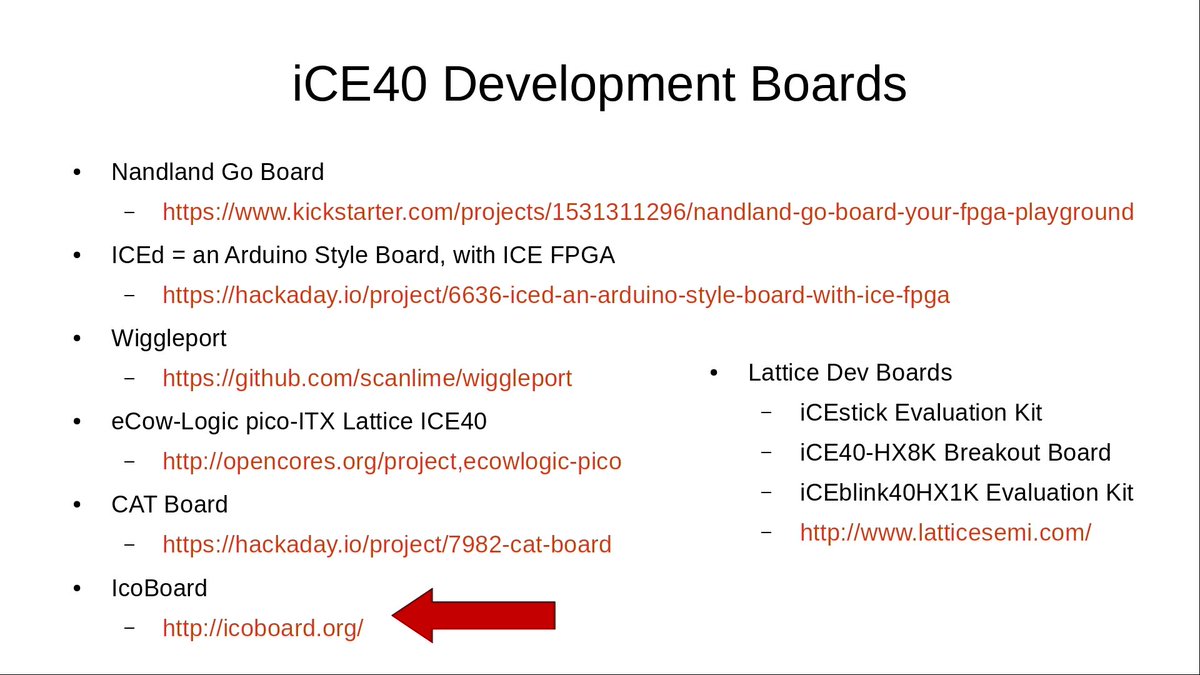 iCE40 Development Boards
• Nandland Go Board
– https://www.kickstarter.com/projects/1531311296/nandland-go-board-your-fpga-playground
• ICEd = an Arduino Style Board, with ICE FPGA
– https://hackaday.io/project/6636-iced-an-arduino-style-board-with-ice-fpga
• Wiggleport
– https://github.com/scanlime/wiggleport
• eCow-Logic pico-ITX Lattice ICE40
– http://opencores.org/project,ecowlogic-pico
• CAT Board
– https://hackaday.io/project/7982-cat-board
• IcoBoard
– http://icoboard.org/
• Lattice Dev Boards
– iCEstick Evaluation Kit
– iCE40-HX8K Breakout Board
– iCEblink40HX1K Evaluation Kit
– http://www.latticesemi.com/